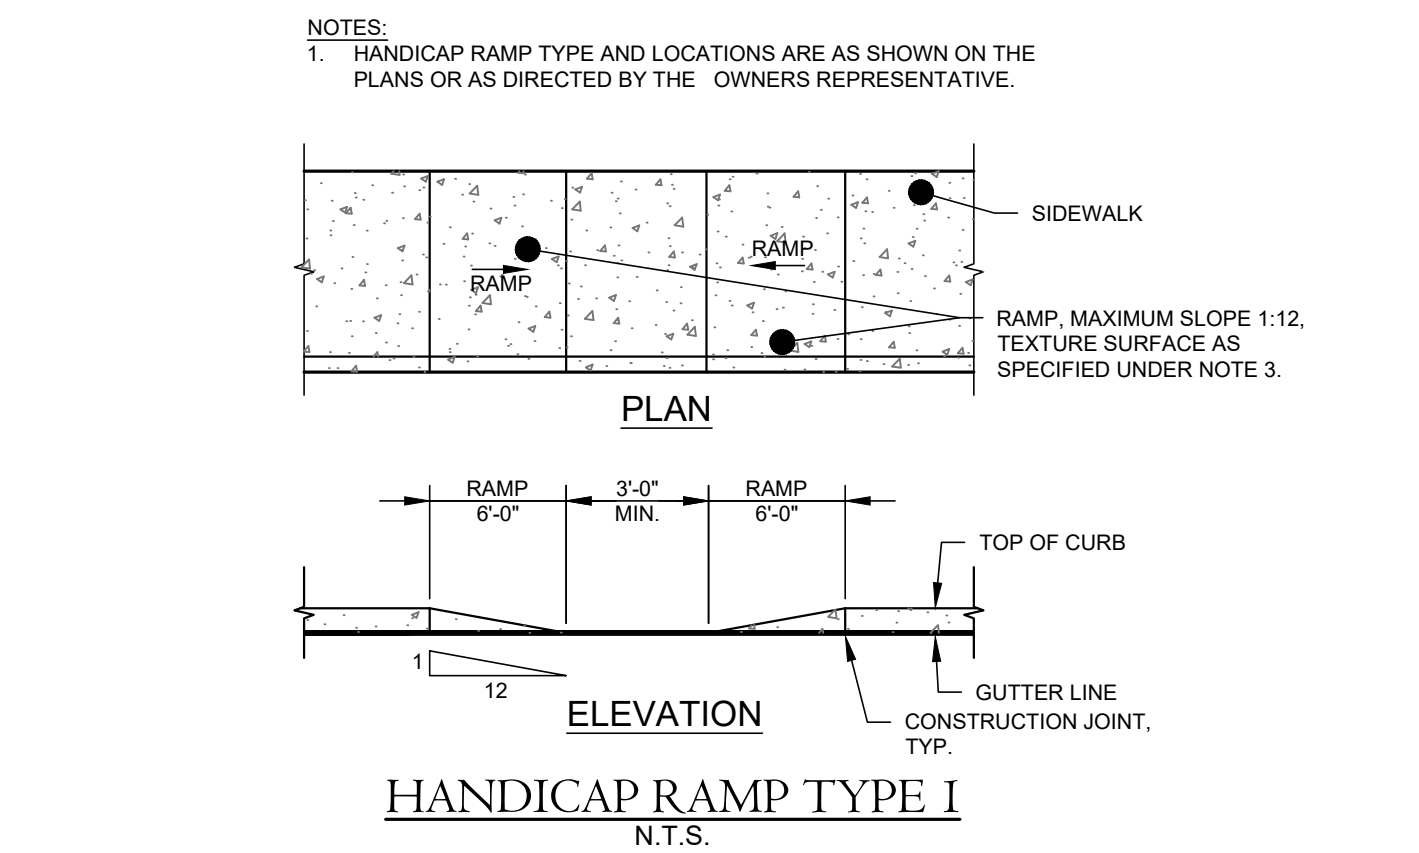 NOTES:
1. HANDICAP RAMP TYPE AND LOCATIONS ARE AS SHOWN ON THE
PLANS OR AS DIRECTED BY THE OWNERS REPRESENTATIVE.
SIDEWALK
RAMP
RAMP
RAMP, MAXIMUM SLOPE 1:12,
TEXTURE SURFACE AS
SPECIFIED UNDER NOTE 3.
PLAN
RAMP
6'-0"
3'-0"
MIN.
RAMP
6'-0"
TOP OF CURB
1
12
GUTTER LINE
CONSTRUCTION JOINT,
TYP.
ELEVATION
HANDICAP RAMP TYPE 1
N.T.S.